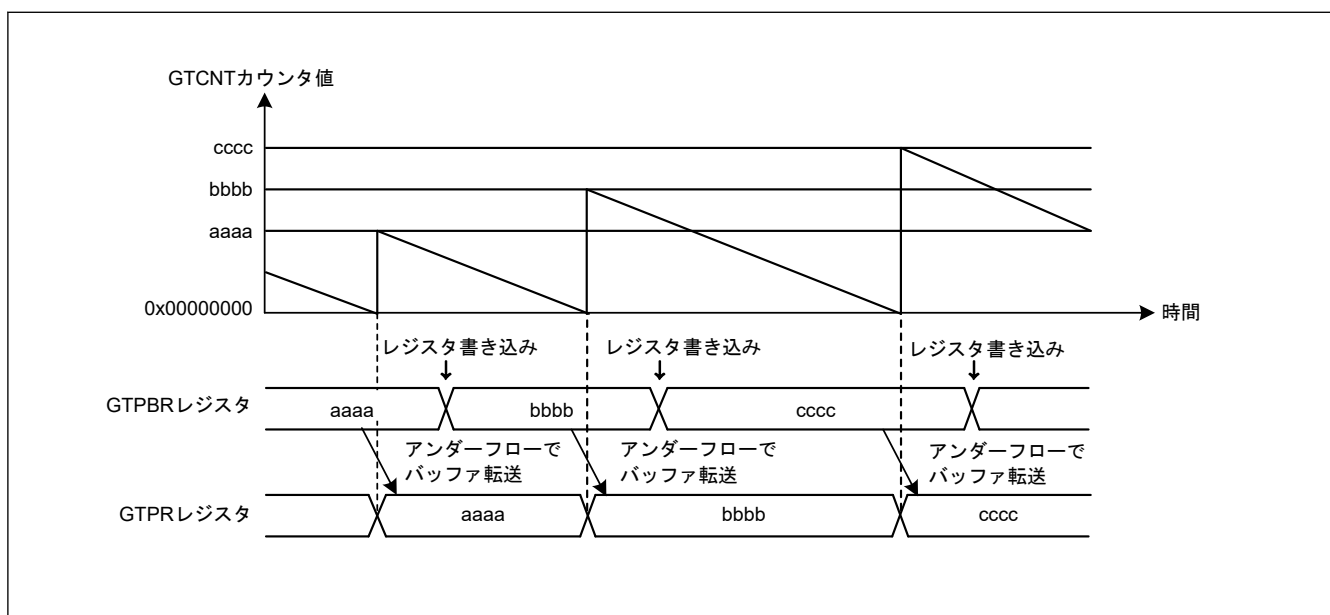 GTCNTカウンタ値
cccc
bbbb
aaaa
0x00000000
時間
レジスタ書き込み
レジスタ書き込み
レジスタ書き込み
GTPBRレジスタ
aaaa
bbbb
cccc
アンダーフローで
バッファ転送
アンダーフローで
バッファ転送
アンダーフローで
バッファ転送
GTPRレジスタ
aaaa
bbbb
cccc